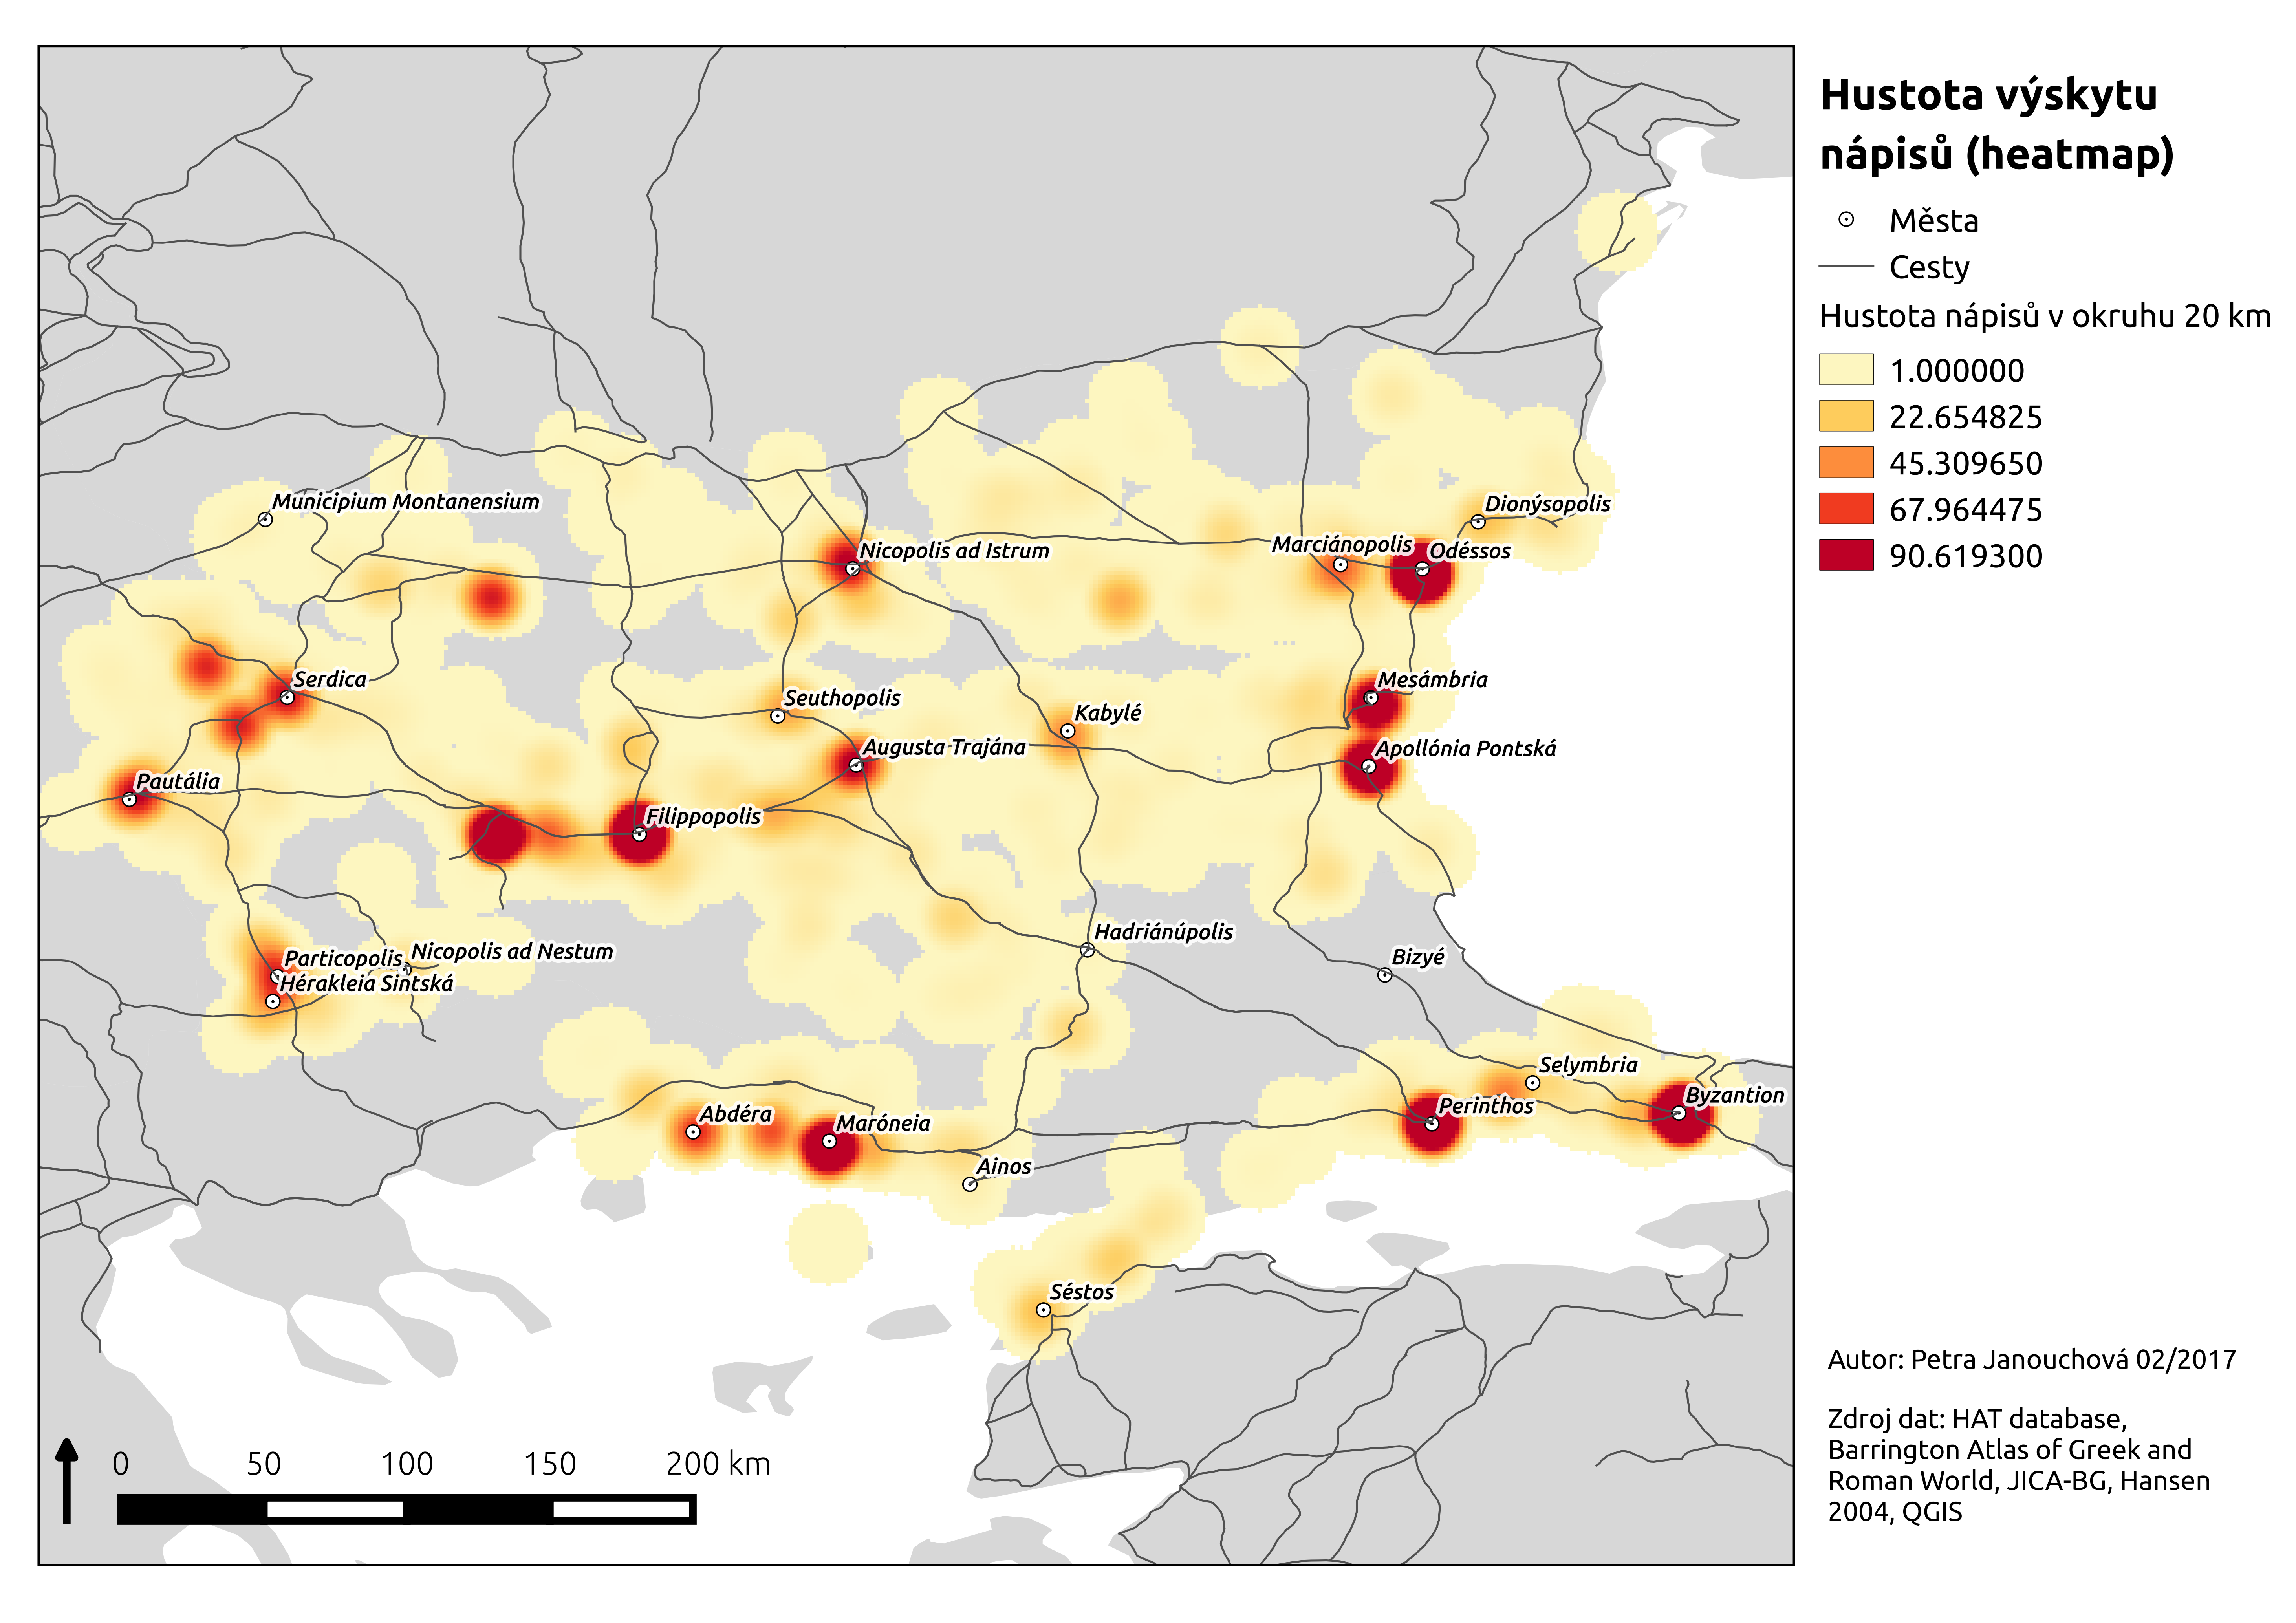 Hustota výskytu
nápisů (heatmap)
Města
Cesty
Hustota nápisů v okruhu 20 km
1.000000
22.654825
45.309650
67.964475
90.619300
Municipium Montanensium
Dionýsopolis
Nicopolis ad Istrum
Marciánopolis
Odéssos
Serdica
Seuthopolis
Mesámbria
Kabylé
Augusta Trajána
Apollónia Pontská
Pautália
Filippopolis
Hadriánúpolis
Nicopolis ad Nestum
Particopolis
Bizyé
Hérakleia Sintská
Selymbria
Byzantion
Perinthos
Abdéra
Maróneia
Ainos
Séstos
0 50 100 150 200 km
Autor: Petra Janouchová 02/2017
Zdroj dat: HAT database,
Barrington Atlas of Greek and
Roman World, JICA-BG, Hansen
2004, QGIS